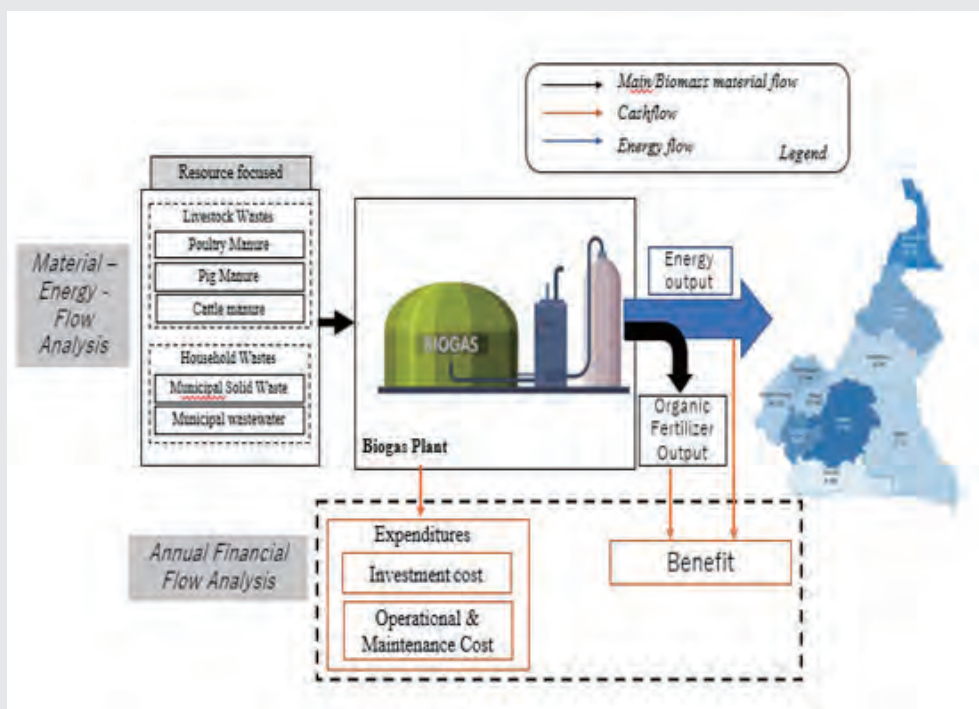 Main/Biomass material flow
Cashflow
Energy flow
Legend
Resource focused
Livestock Wastes
Poultry Manure
Pig Manure
Cattle manure
Household Wastes
Municipal Solid Waste
Municipal wastewater
Material –
Energy -
Flow
Analysis
BIOGAS
Biogas Plant
Energy
output
Organic
Fertilizer
Output
Annual Financial
Flow Analysis
Expenditures
Investment cost
Operational &
Maintenance Cost
Benefit